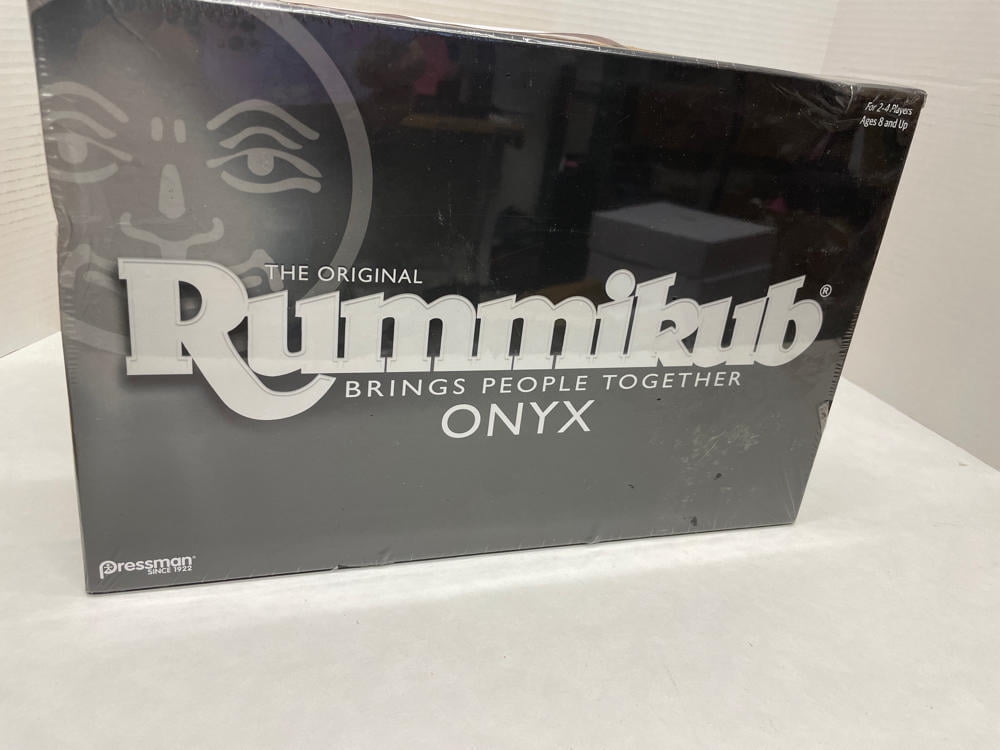 For 2-4 Players
Ages 8 and Up
THE ORIGINAL
Rummikub®
BRINGS PEOPLE TOGETHER
ONYX
pressman®
SINCE 1922